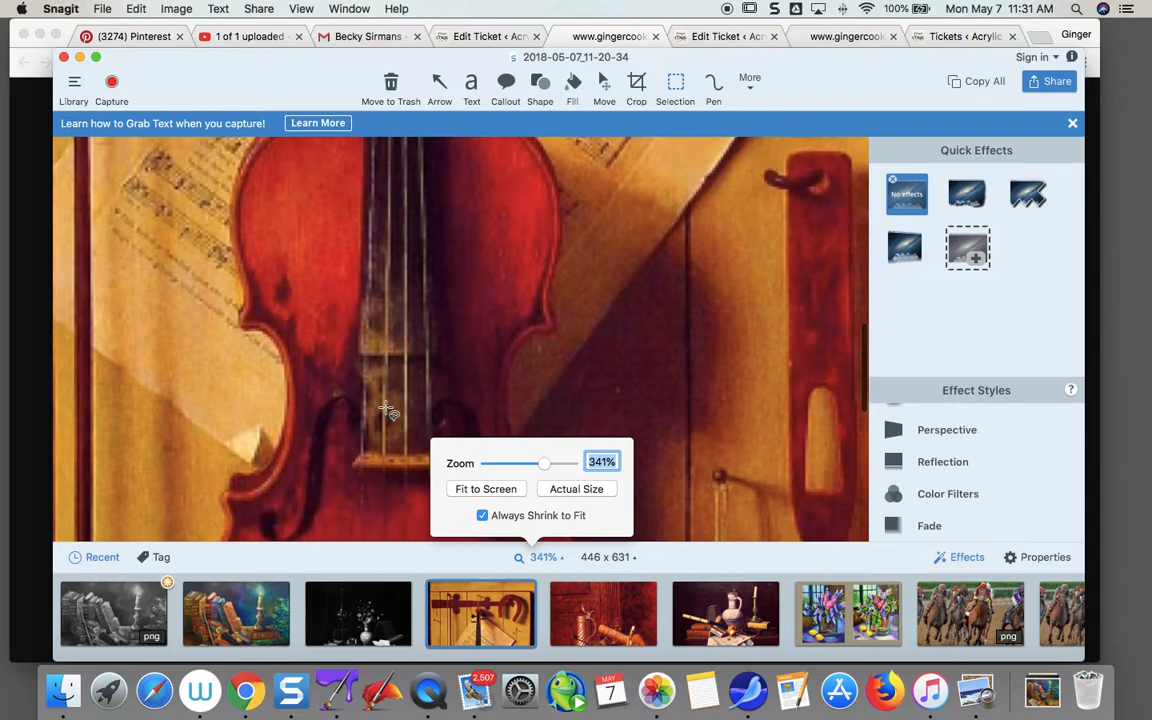 Snagit File Edit Image Text Share View Window Help 100% Mon May 7 11:31 AM
(3274) Pinterest 1 of 1 uploaded - Becky Sirmans - Edit Ticket ‹ Acry www.gingercook Edit Ticket ‹ Acry www.gingercook Tickets ‹ Acrylic Ginger
2018-05-07_11-20-34 Sign in
Library Capture Move to Trash Arrow Text Callout Shape Fill Move Crop Selection Pen More Copy All Share
Learn how to Grab Text when you capture! Learn More
Quick Effects
No effects
Effect Styles ?
Perspective
Reflection
Color Filters
Fade
Zoom 341%
Fit to Screen Actual Size
Always Shrink to Fit
Recent Tag 341% 446 x 631 Effects Properties
png png
2,507
MAY
7